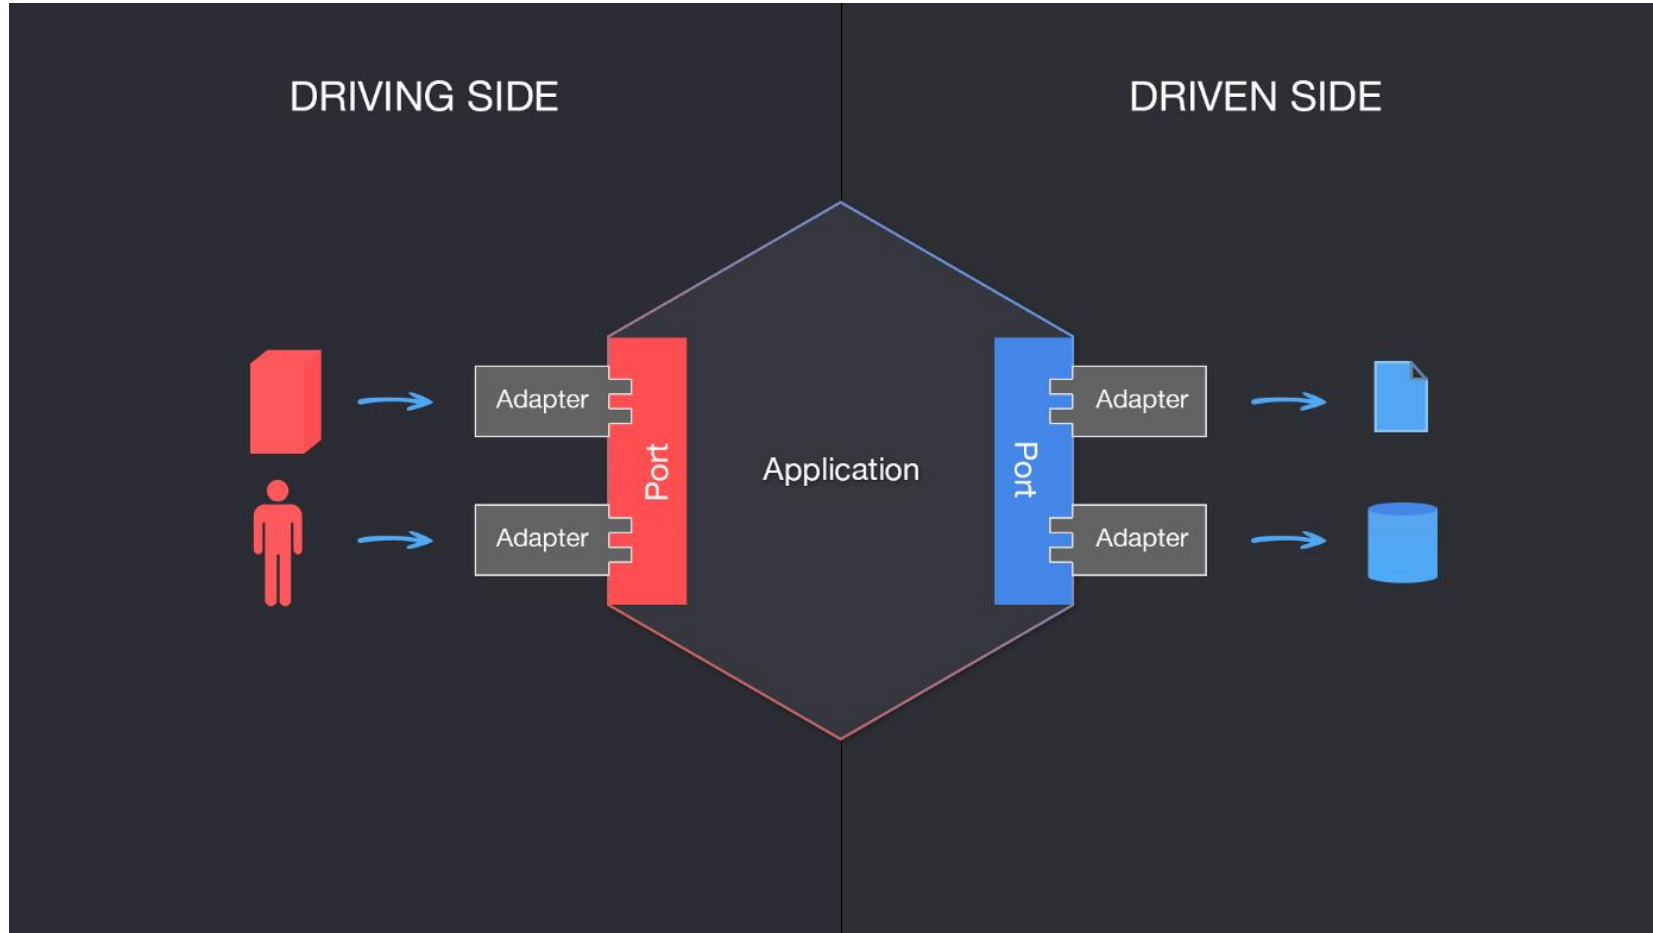 DRIVING SIDE
DRIVEN SIDE
Adapter
Adapter
Port
Application
Port
Adapter
Adapter